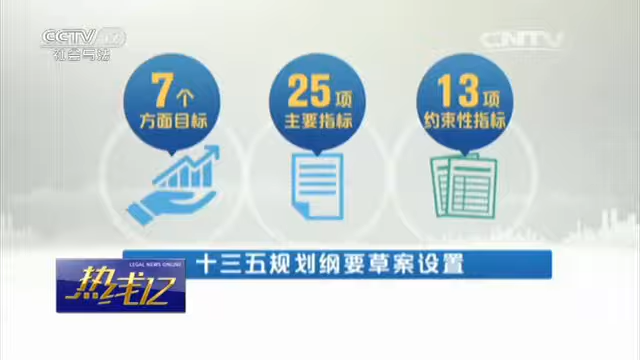 CCTV 12
社会与法
CNTV
7个
方面目标
25项
主要指标
13项
约束性指标
十三五规划纲要草案设置
LEGAL NEWS ONLINE
热线12